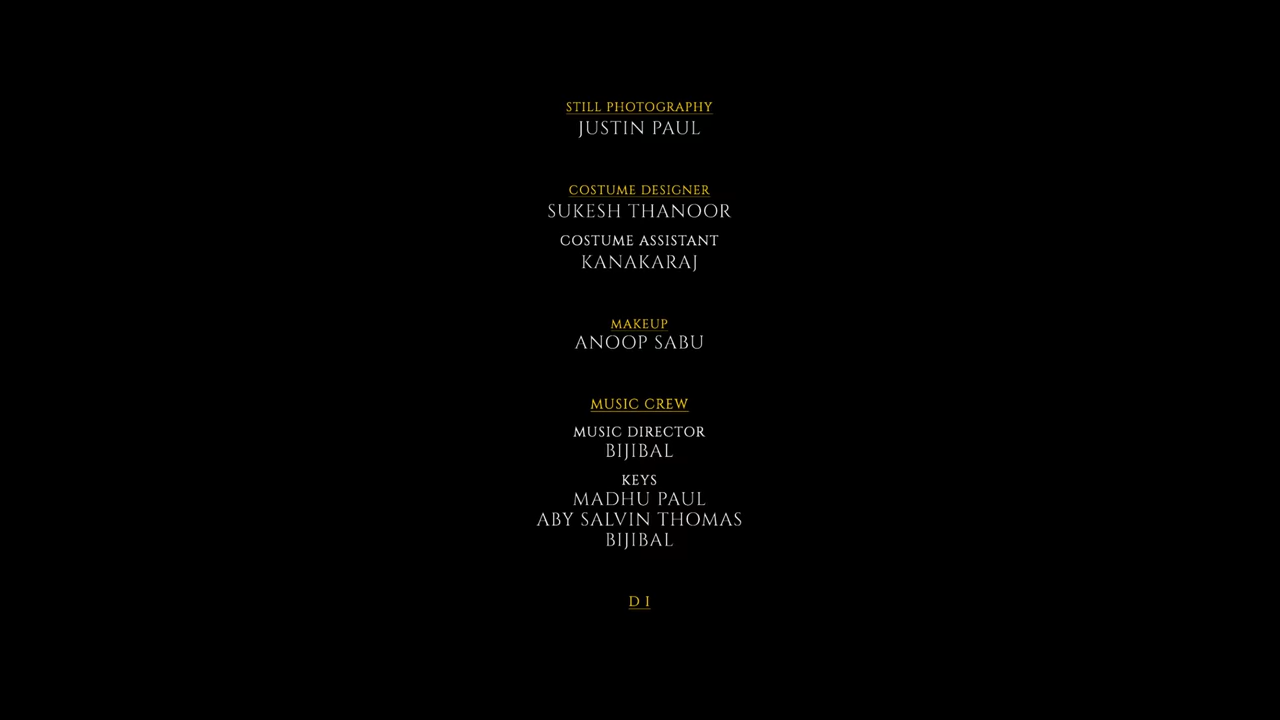 STILL PHOTOGRAPHY
JUSTIN PAUL
COSTUME DESIGNER
SUKESH THANOOR
COSTUME ASSISTANT
KANAKARAJ
MAKEUP
ANOOP SABU
MUSIC CREW
MUSIC DIRECTOR
BIJIBAL
KEYS
MADHU PAUL
ABY SALVIN THOMAS
BIJIBAL
D I